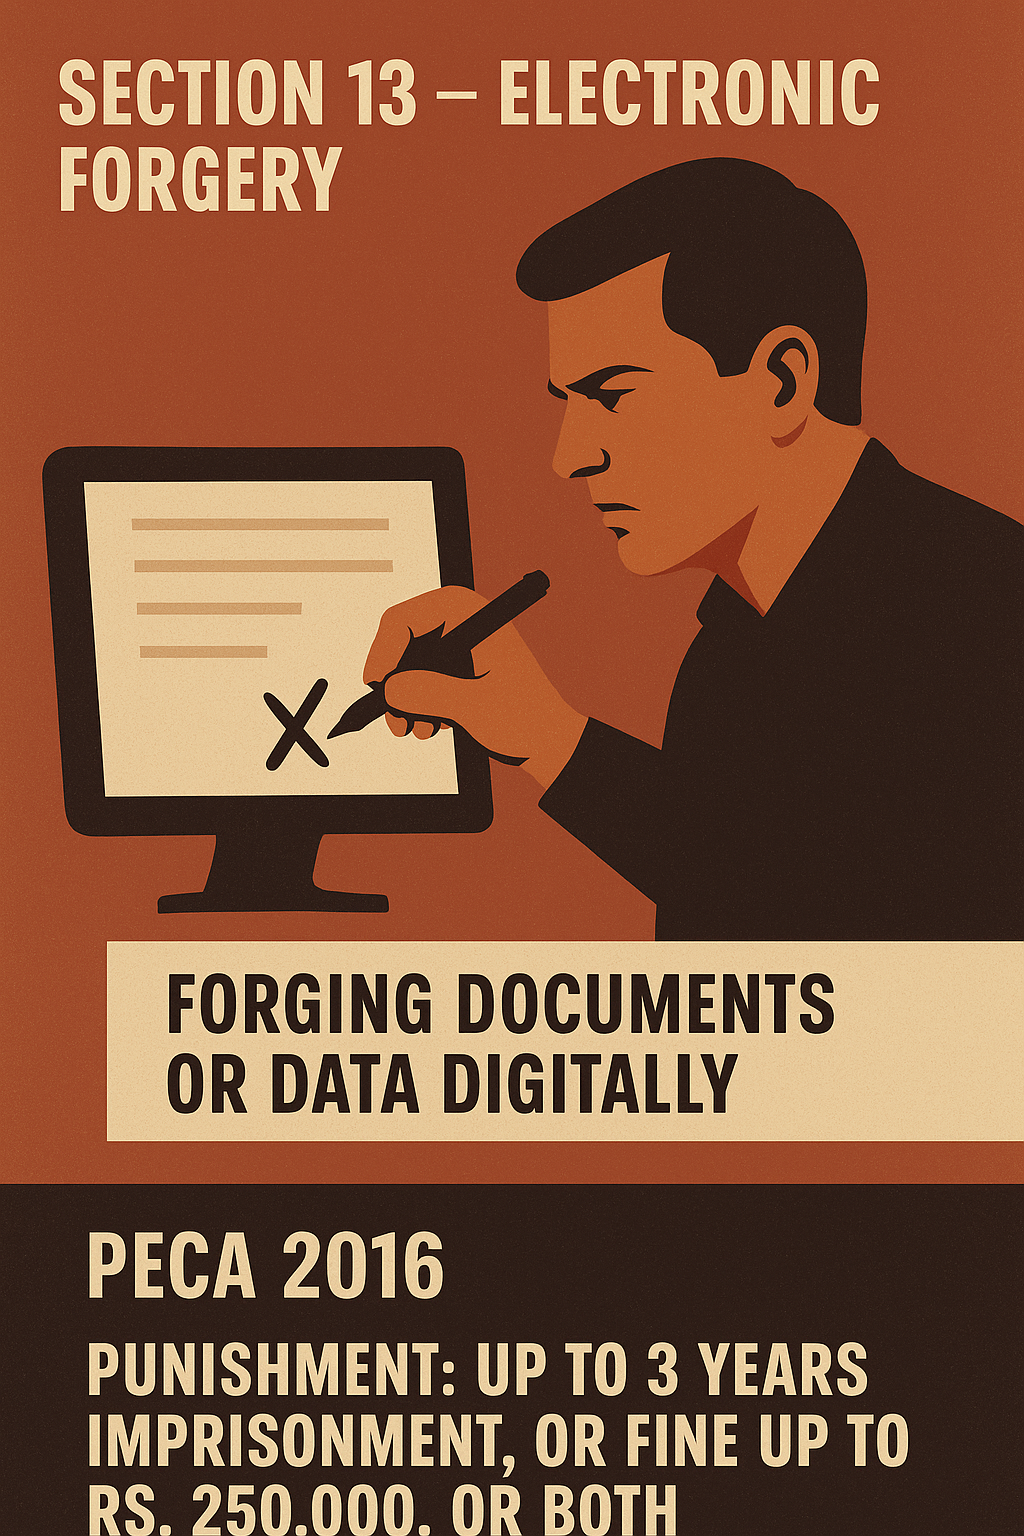 SECTION 13 – ELECTRONIC
FORGERY
X
FORGING DOCUMENTS
OR DATA DIGITALLY
PECA 2016
PUNISHMENT: UP TO 3 YEARS
IMPRISONMENT, OR FINE UP TO
RS. 250,000, OR BOTH